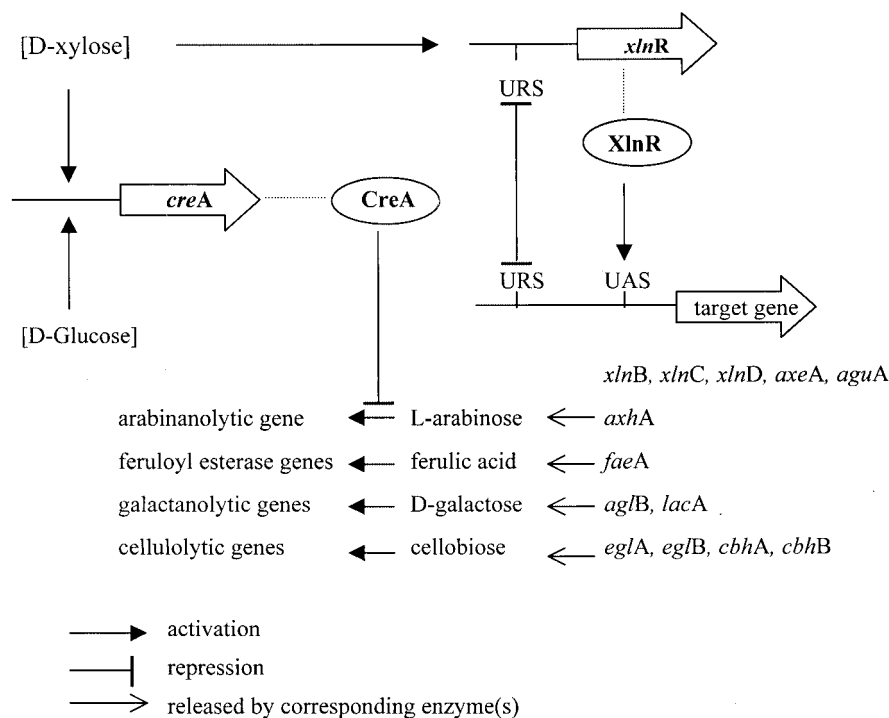 [D-xylose]
xlnR
URS
XlnR
creA
CreA
URS
UAS
target gene
[D-Glucose]
xlnB, xlnC, xlnD, axeA, aguA
arabinanolytic gene L-arabinose axhA
feruloyl esterase genes ferulic acid faeA
galactanolytic genes D-galactose aglB, lacA
cellulolytic genes cellobiose eglA, eglB, cbhA, cbhB
activation
repression
released by corresponding enzyme(s)